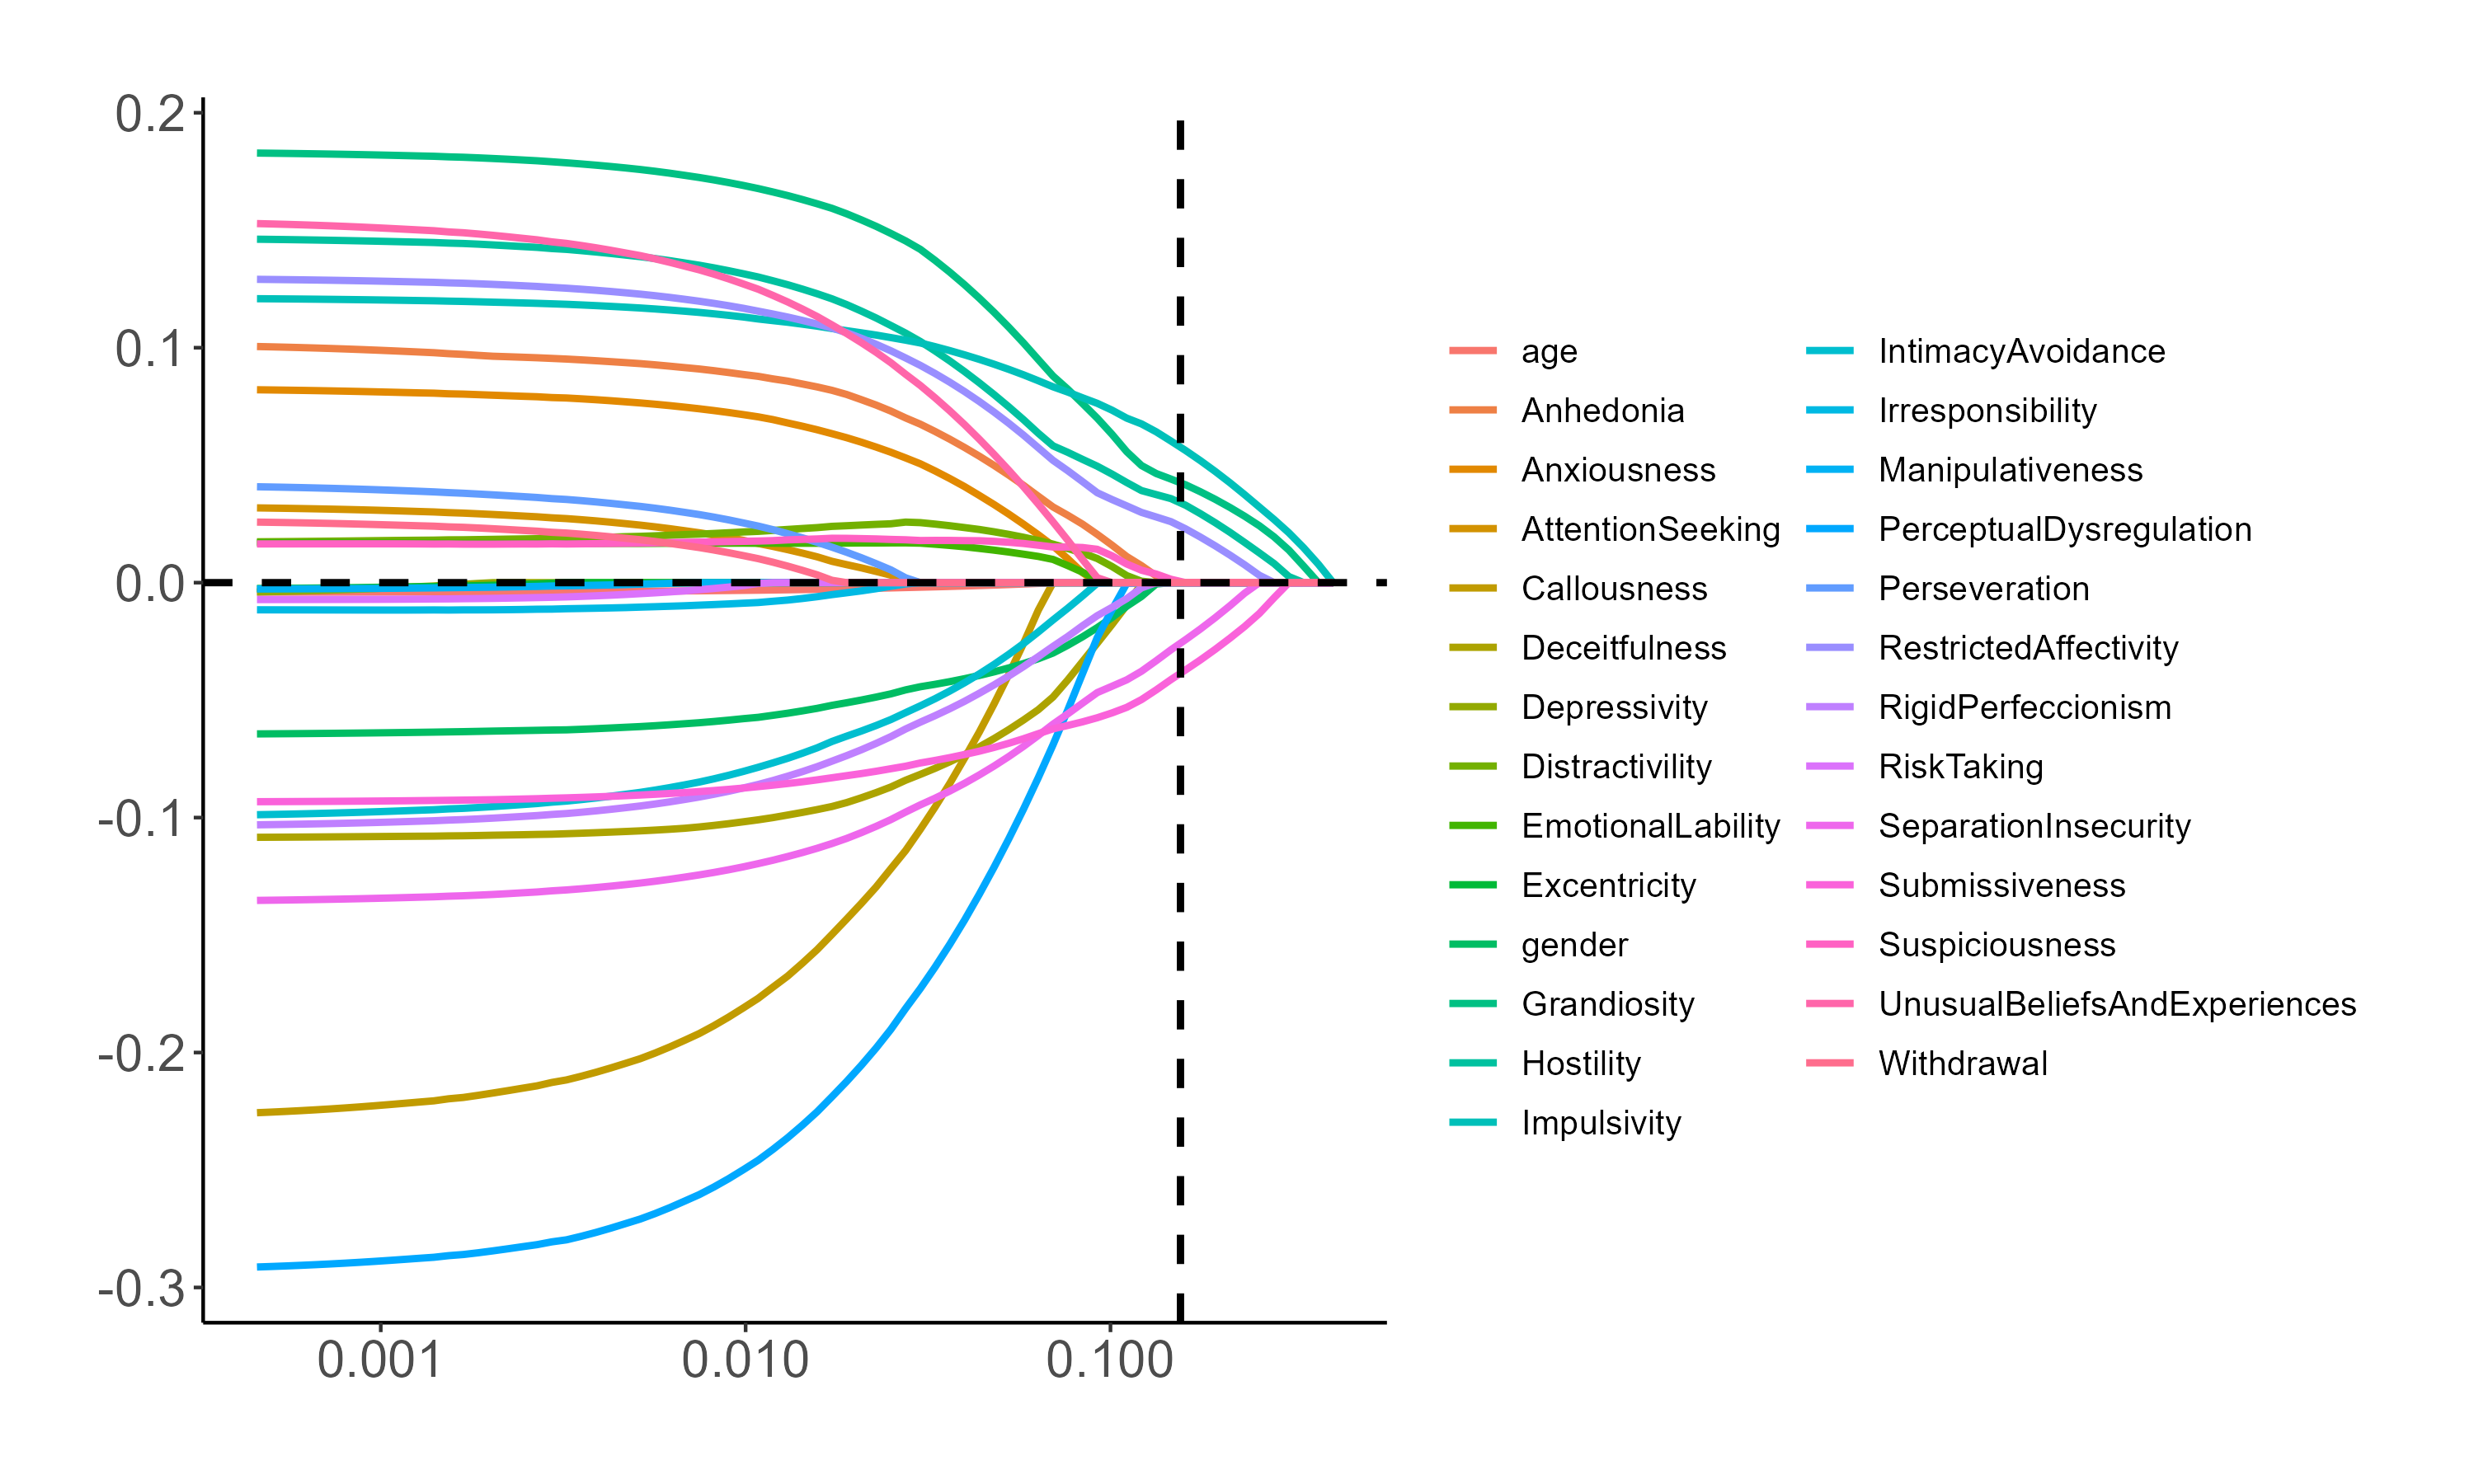 0.2
0.1
0.0
-0.1
-0.2
-0.3
0.001
0.010
0.100
age
Anhedonia
Anxiousness
AttentionSeeking
Callousness
Deceitfulness
Depressivity
Distractivility
EmotionalLability
Excentricity
gender
Grandiosity
Hostility
Impulsivity
IntimacyAvoidance
Irresponsibility
Manipulativeness
PerceptualDysregulation
Perseveration
RestrictedAffectivity
RigidPerfeccionism
RiskTaking
SeparationInsecurity
Submissiveness
Suspiciousness
UnusualBeliefsAndExperiences
Withdrawal